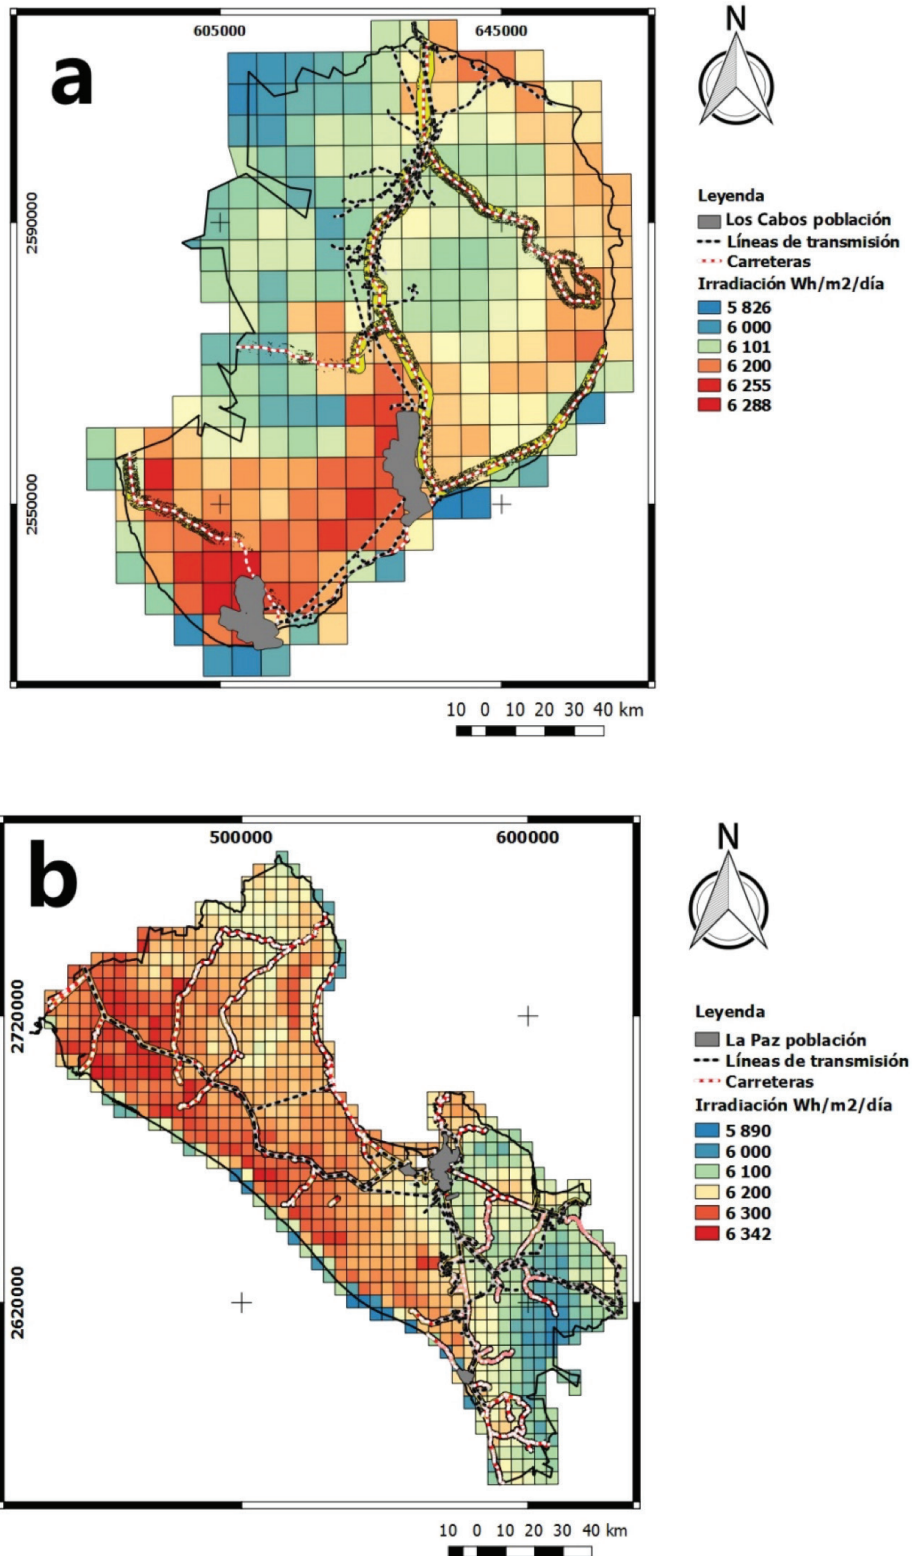 a
605000 645000
2590000
2550000
N
Leyenda
Los Cabos población
Líneas de transmisión
Carreteras
Irradiación Wh/m2/día
5 826
6 000
6 101
6 200
6 255
6 288
10 0 10 20 30 40 km
b
500000 600000
2720000
2620000
N
Leyenda
La Paz población
Líneas de transmisión
Carreteras
Irradiación Wh/m2/día
5 890
6 000
6 100
6 200
6 300
6 342
10 0 10 20 30 40 km